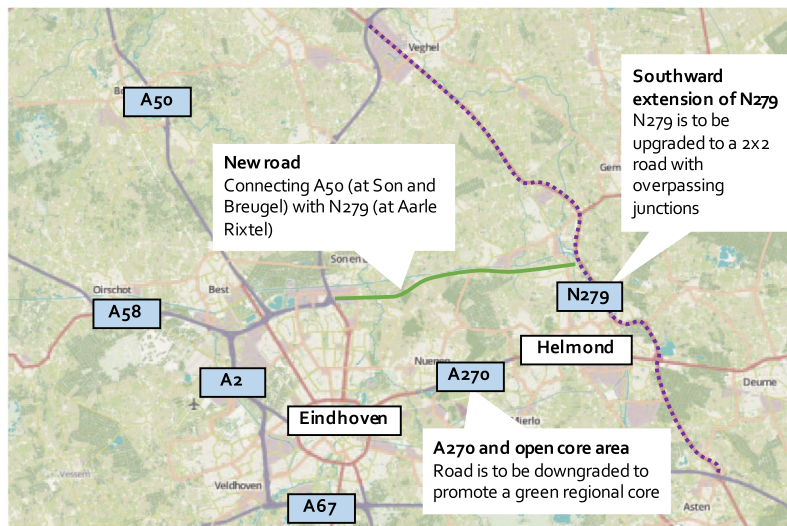 Veghel
A50
Southward
extension of N279
N279 is to be
upgraded to a 2x2
road with
overpassing
junctions
New road
Connecting A50 (at Son and
Breugel) with N279 (at Aarle
Rixtel)
Oirschot
Best
A58
N279
Helmond
A2
A270
Deurne
Eindhoven
Mierlo
A270 and open core area
Road is to be downgraded to
promote a green regional core
Vessem
Veldhoven
A67
Asten